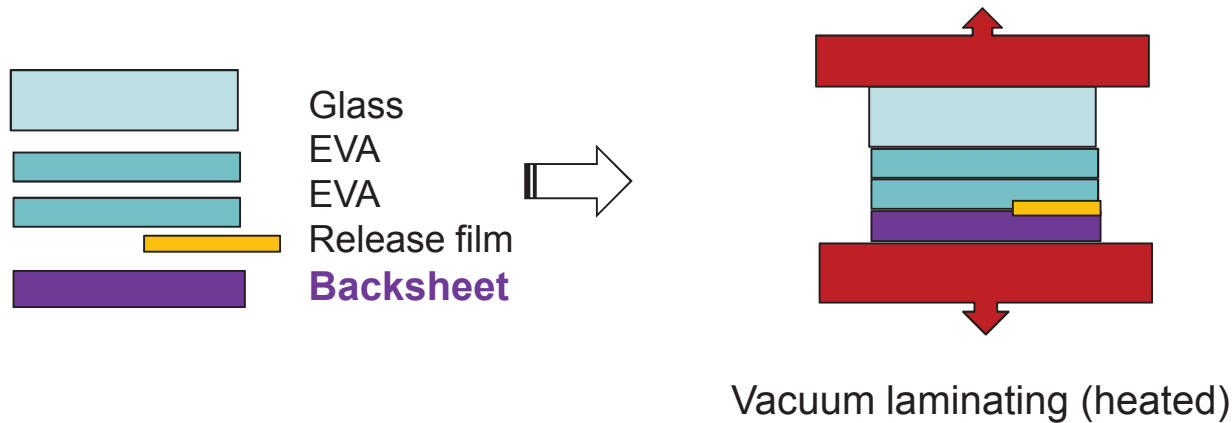 Glass
EVA
EVA
Release film
Backsheet
Vacuum laminating (heated)